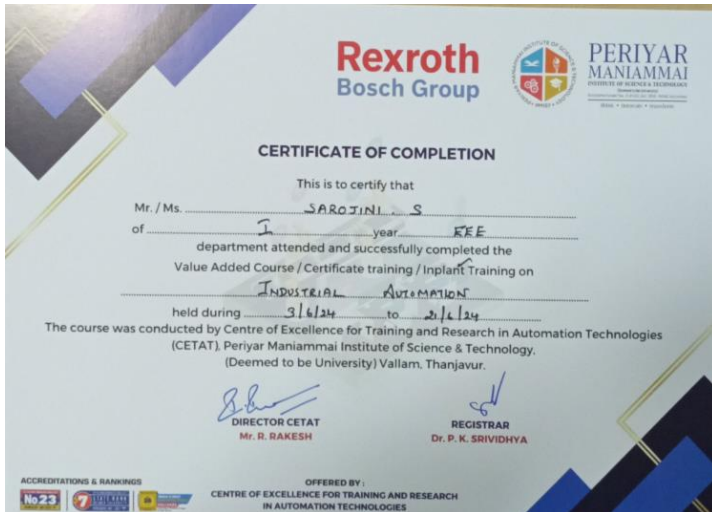 Rexroth
Bosch Group
PERIYAR
MANIAMMAI
INSTITUTE OF SCIENCE & TECHNOLOGY
CERTIFICATE OF COMPLETION
This is to certify that
Mr. / Ms. SAROJINI . S
of I year EEE
department attended and successfully completed the
Value Added Course / Certificate training / Inplant Training on
INDUSTRIAL AUTOMATION
held during 3/6/24 to 21/6/24
The course was conducted by Centre of Excellence for Training and Research in Automation Technologies
(CETAT), Periyar Maniammai Institute of Science & Technology,
(Deemed to be University) Vallam, Thanjavur.
DIRECTOR CETAT
Mr. R. RAKESH
REGISTRAR
Dr. P. K. SRIVIDHYA
ACCREDITATIONS & RANKINGS
No 23
7
OFFERED BY :
CENTRE OF EXCELLENCE FOR TRAINING AND RESEARCH
IN AUTOMATION TECHNOLOGIES